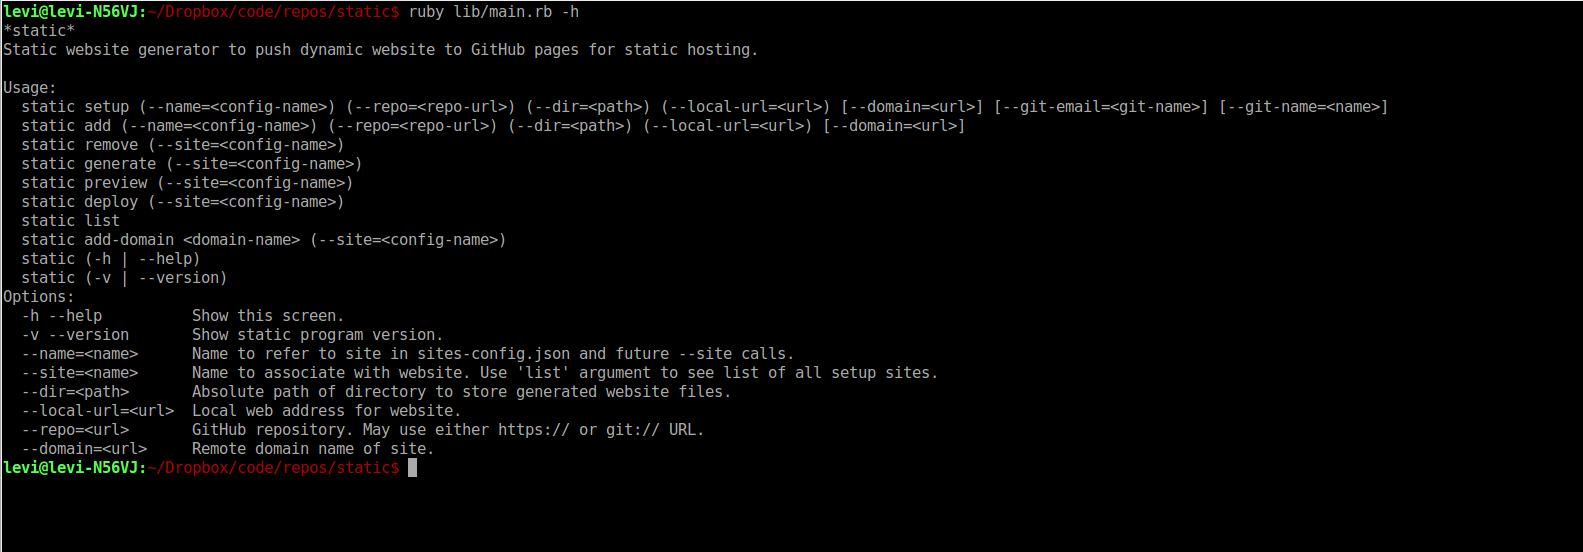 levi@levi-N56VJ:~/Dropbox/code/repos/static$ ruby lib/main.rb -h
*static*
Static website generator to push dynamic website to GitHub pages for static hosting.

Usage:
  static setup (--name=<config-name>) (--repo=<repo-url>) (--dir=<path>) (--local-url=<url>) [--domain=<url>] [--git-email=<git-name>] [--git-name=<name>]
  static add (--name=<config-name>) (--repo=<repo-url>) (--dir=<path>) (--local-url=<url>) [--domain=<url>]
  static remove (--site=<config-name>)
  static generate (--site=<config-name>)
  static preview (--site=<config-name>)
  static deploy (--site=<config-name>)
  static list
  static add-domain <domain-name> (--site=<config-name>)
  static (-h | --help)
  static (-v | --version)
Options:
  -h --help          Show this screen.
  -v --version       Show static program version.
  --name=<name>      Name to refer to site in sites-config.json and future --site calls.
  --site=<name>      Name to associate with website. Use 'list' argument to see list of all setup sites.
  --dir=<path>       Absolute path of directory to store generated website files.
  --local-url=<url>  Local web address for website.
  --repo=<url>       GitHub repository. May use either https:// or git:// URL.
  --domain=<url>     Remote domain name of site.
levi@levi-N56VJ:~/Dropbox/code/repos/static$